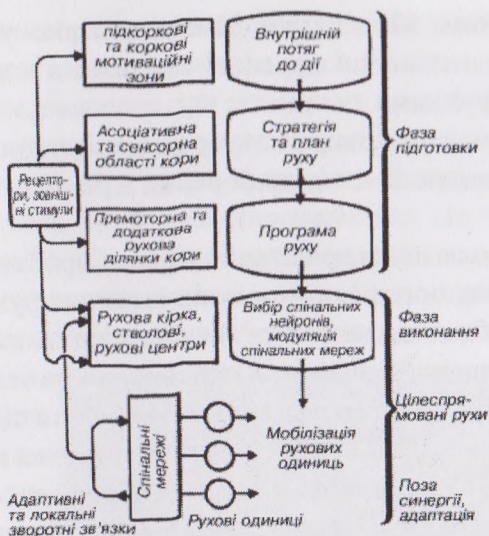 підкоркові
та коркові
мотиваційні
зони
Внутрішній
потяг
до дії
Асоціативна
та сенсорна
області кори
Стратегія
та план
руху
Фаза
підготовки
Рецепто-
ри, зовніш-
ні стимули
Премоторна та
додаткова
рухова
ділянки кори
Програма
руху
Рухова кірка,
стволові,
рухові центри
Вибір спінальних
нейронів,
модуляція
спінальних мереж
Фаза
виконання
Цілеспря-
мовані рухи
Спінальні
мережі
Мобілізація
рухових
одиниць
Адаптивні
та локальні
зворотні зв'язки
Рухові одиниці
Поза
синергії,
адаптація